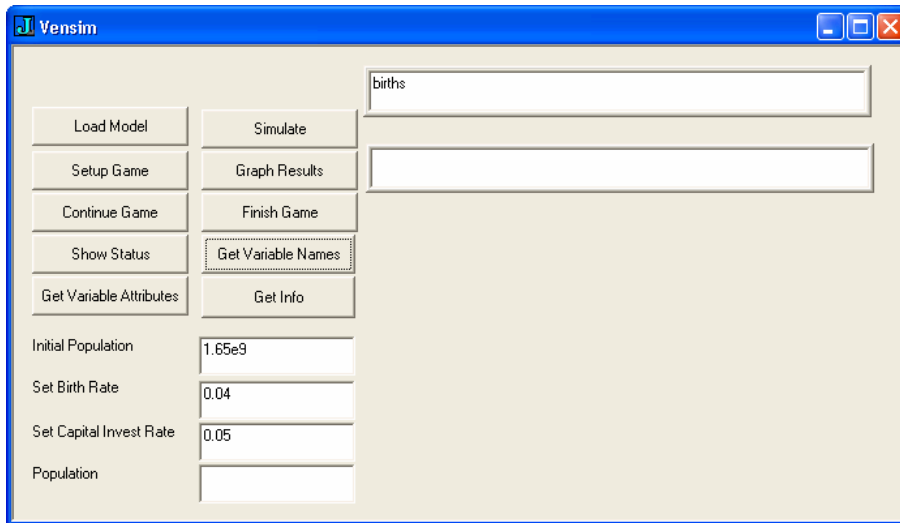 Vensim
births
Load Model
Simulate
Setup Game
Graph Results
Continue Game
Finish Game
Show Status
Get Variable Names
Get Variable Attributes
Get Info
Initial Population
1.65e9
Set Birth Rate
0.04
Set Capital Invest Rate
0.05
Population